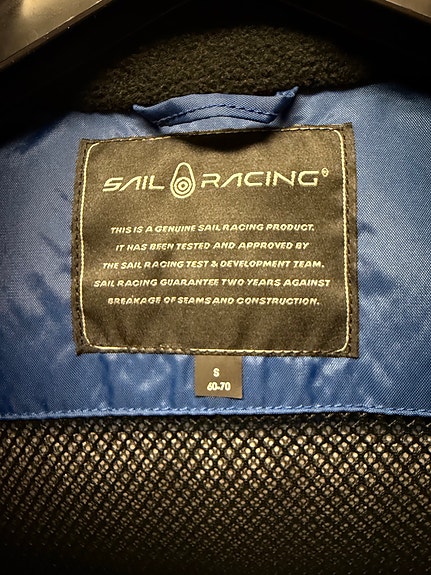 SAIL RACING®
THIS IS A GENUINE SAIL RACING PRODUCT.
IT HAS BEEN TESTED AND APPROVED BY
THE SAIL RACING TEST & DEVELOPMENT TEAM.
SAIL RACING GUARANTEE TWO YEARS AGAINST
BREAKAGE OF SEAMS AND CONSTRUCTION.
S
60-70